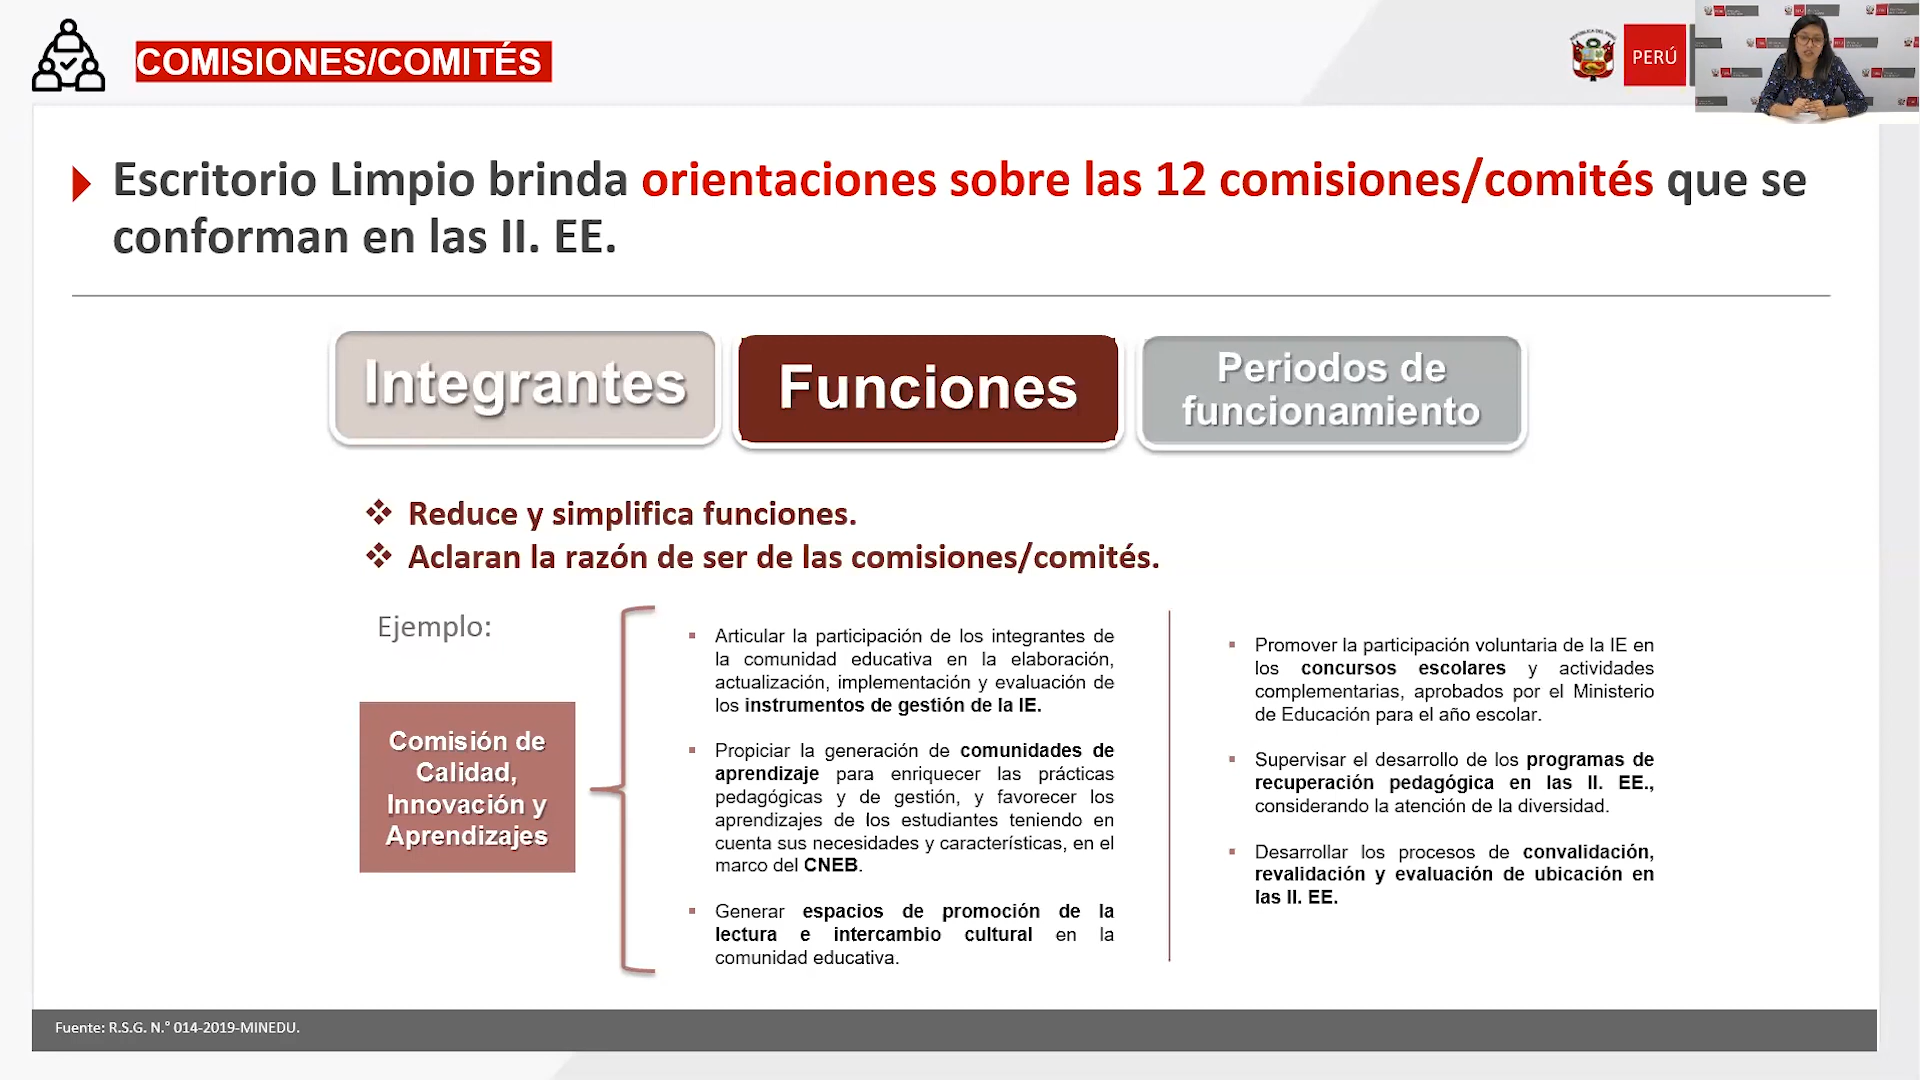 COMISIONES/COMITÉS
PERÚ
Escritorio Limpio brinda orientaciones sobre las 12 comisiones/comités que se
conforman en las II. EE.
Integrantes
Funciones
Periodos de
funcionamiento
Reduce y simplifica funciones.
Aclaran la razón de ser de las comisiones/comités.
Ejemplo:
Comisión de
Calidad,
Innovación y
Aprendizajes
Articular la participación de los integrantes de
la comunidad educativa en la elaboración,
actualización, implementación y evaluación de
los instrumentos de gestión de la IE.
Propiciar la generación de comunidades de
aprendizaje para enriquecer las prácticas
pedagógicas y de gestión, y favorecer los
aprendizajes de los estudiantes teniendo en
cuenta sus necesidades y características, en el
marco del CNEB.
Generar espacios de promoción de la
lectura e intercambio cultural en la
comunidad educativa.
Promover la participación voluntaria de la IE en
los concursos escolares y actividades
complementarias, aprobados por el Ministerio
de Educación para el año escolar.
Supervisar el desarrollo de los programas de
recuperación pedagógica en las II. EE.,
considerando la atención de la diversidad.
Desarrollar los procesos de convalidación,
revalidación y evaluación de ubicación en
las II. EE.
Fuente: R.S.G. N.° 014-2019-MINEDU.